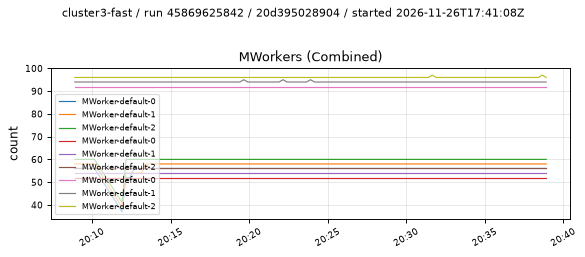 cluster3-fast / run 45869625842 / 20d395028904 / started 2026-11-26T17:41:08Z
MWorkers (Combined)
count
100
90
80
70
60
50
40
MWorker-default-0
MWorker-default-1
MWorker-default-2
MWorker-default-0
MWorker-default-1
MWorker-default-2
MWorker-default-0
MWorker-default-1
MWorker-default-2
20:10
20:15
20:20
20:25
20:30
20:35
20:40